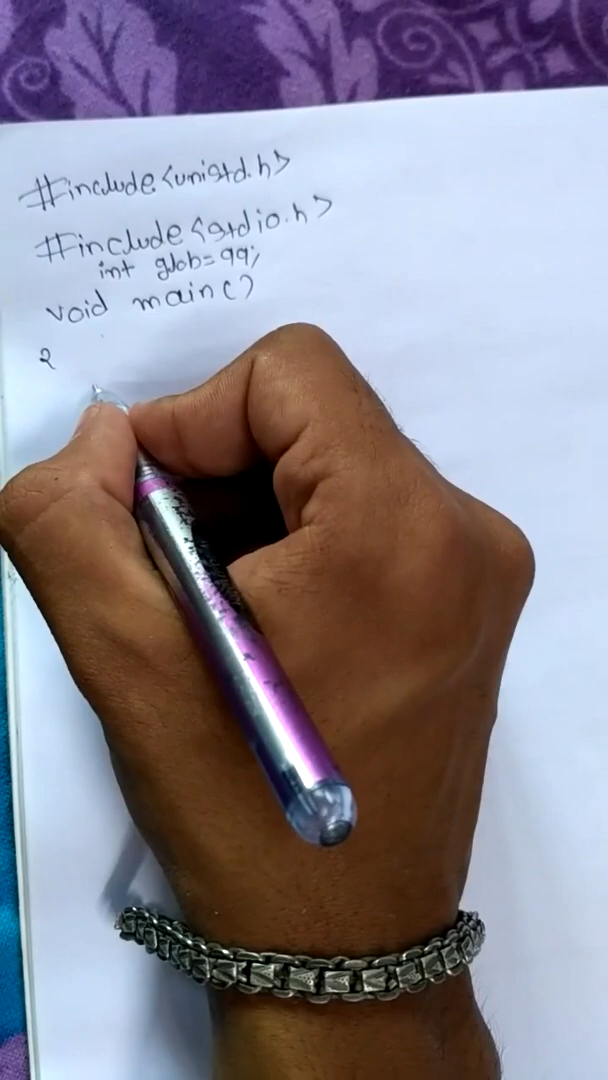 #include<unistd.h>
#include<stdio.h>
int glob=99;
void main()
{